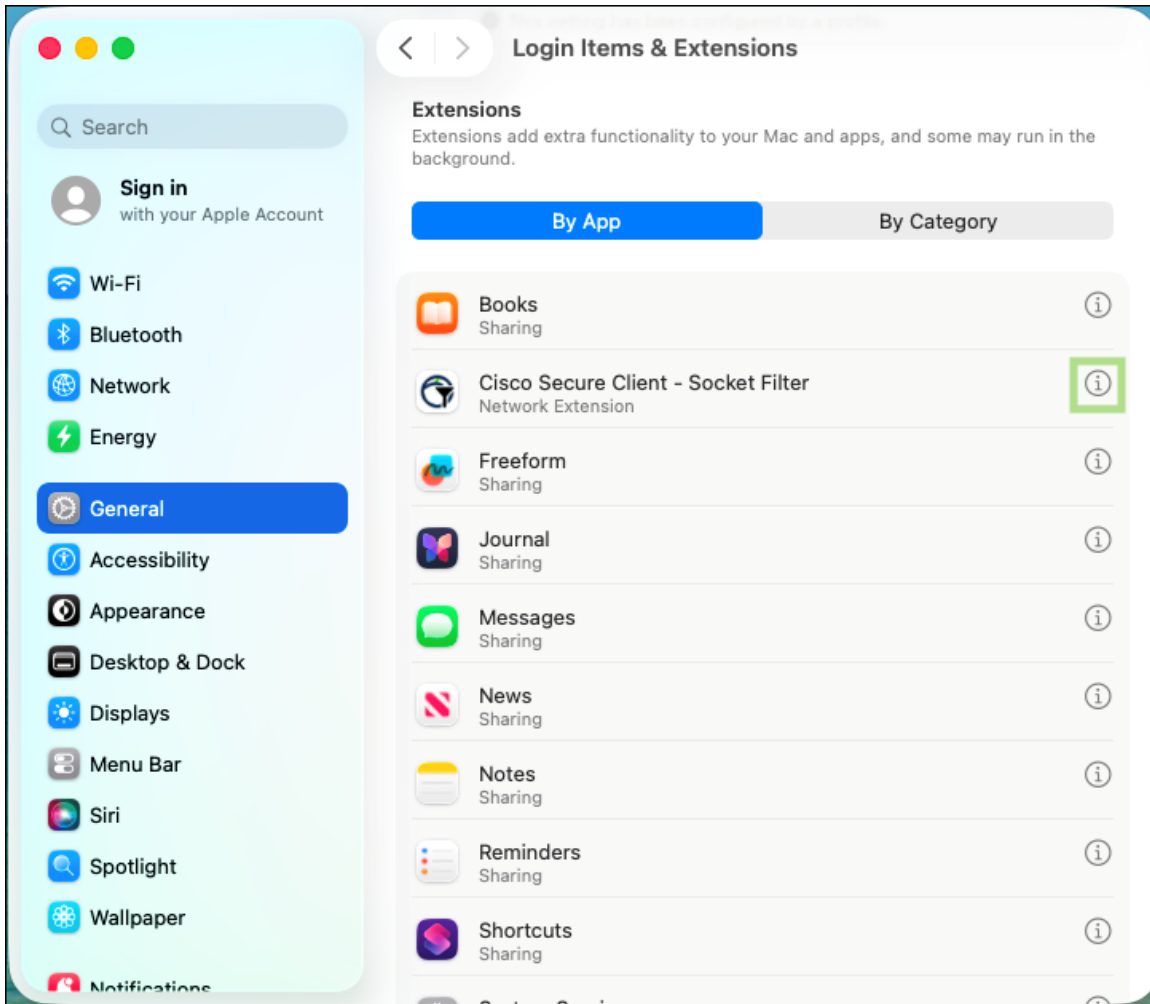 This setting has been configured by a profile.
Login Items & Extensions
Search
Sign in
with your Apple Account
Wi-Fi
Bluetooth
Network
Energy
General
Accessibility
Appearance
Desktop & Dock
Displays
Menu Bar
Siri
Spotlight
Wallpaper
Notifications
Extensions
Extensions add extra functionality to your Mac and apps, and some may run in the
background.
By App
By Category
Books
Sharing
Cisco Secure Client - Socket Filter
Network Extension
Freeform
Sharing
Journal
Sharing
Messages
Sharing
News
Sharing
Notes
Sharing
Reminders
Sharing
Shortcuts
Sharing